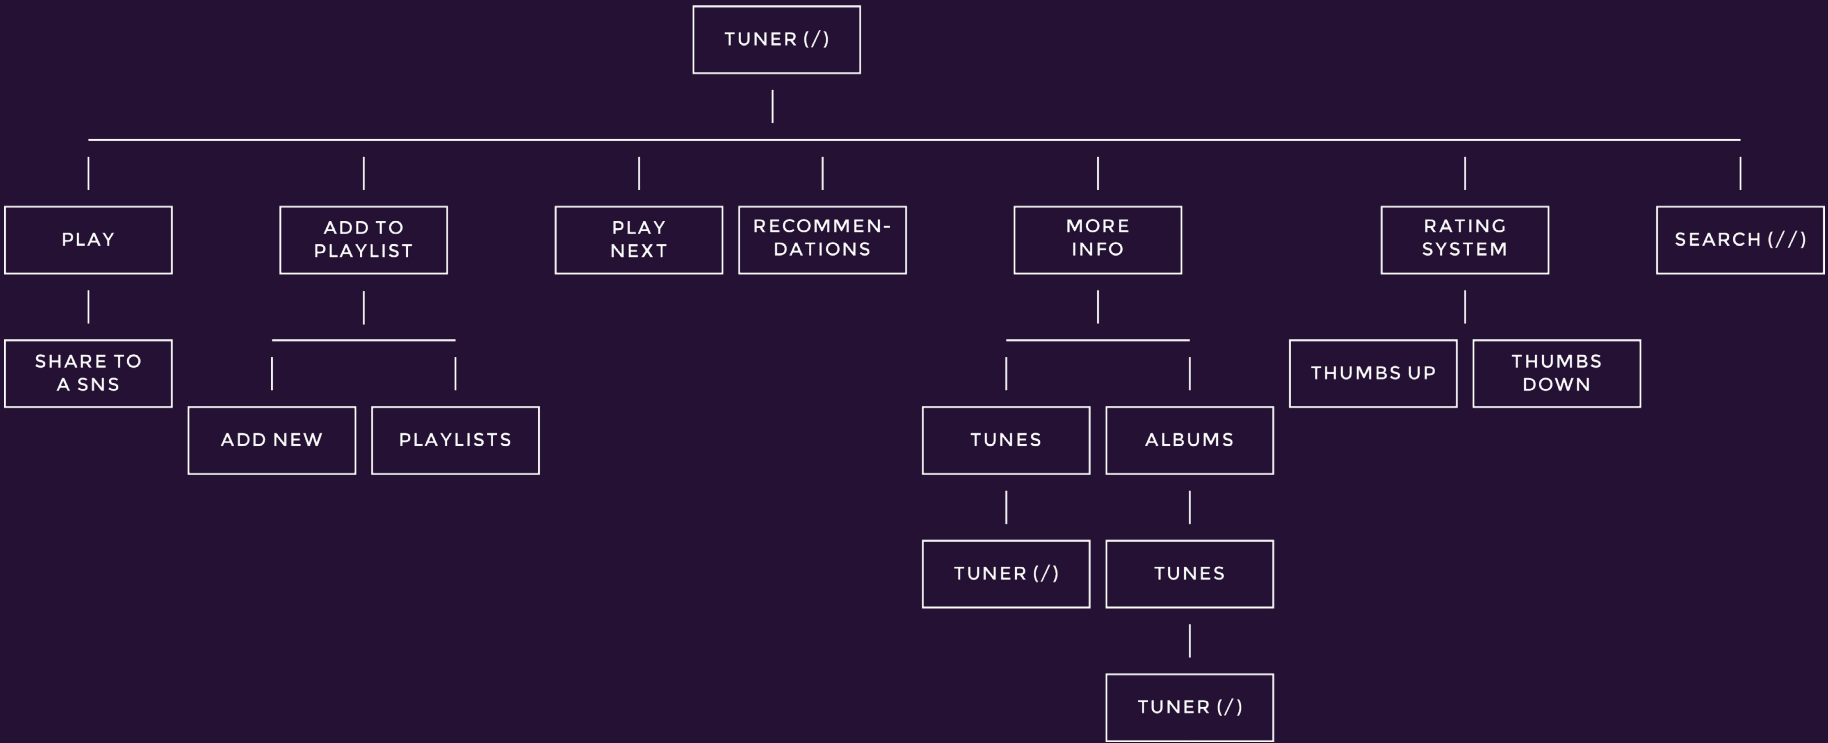 TUNER (/)
PLAY
ADD TO
PLAYLIST
PLAY
NEXT
RECOMMEN-
DATIONS
MORE
INFO
RATING
SYSTEM
SEARCH (//)
SHARE TO
A SNS
THUMBS UP
THUMBS
DOWN
ADD NEW
PLAYLISTS
TUNES
ALBUMS
TUNER (/)
TUNES
TUNER (/)